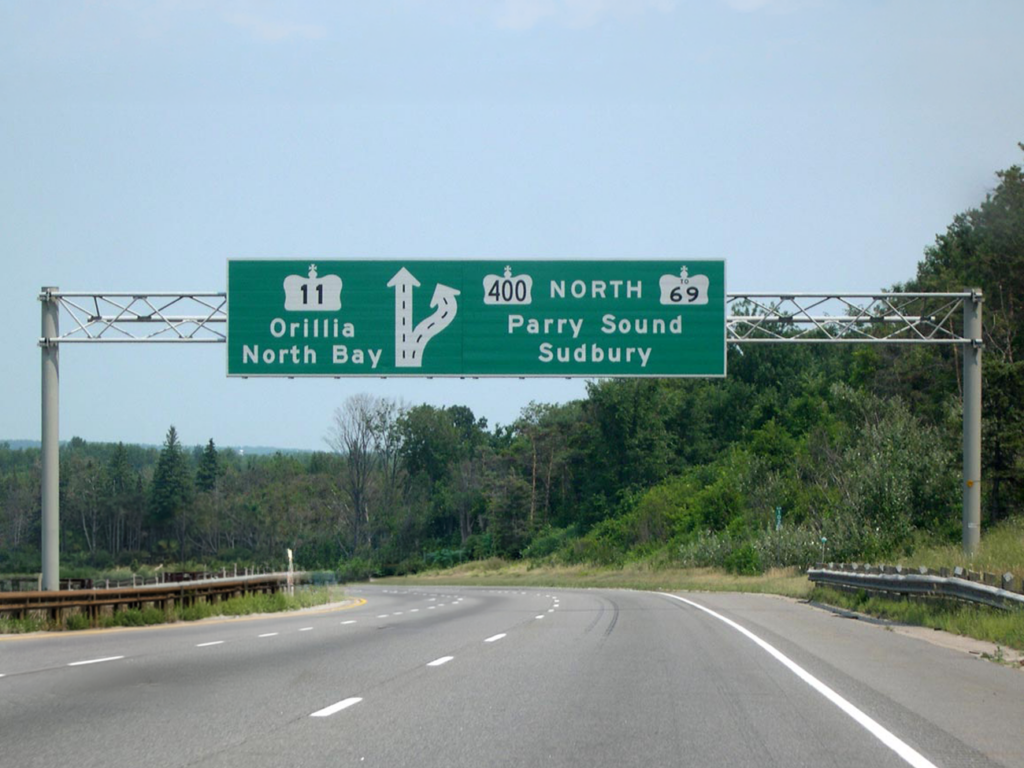 11
Orillia
North Bay
400 NORTH TO 69
Parry Sound
Sudbury